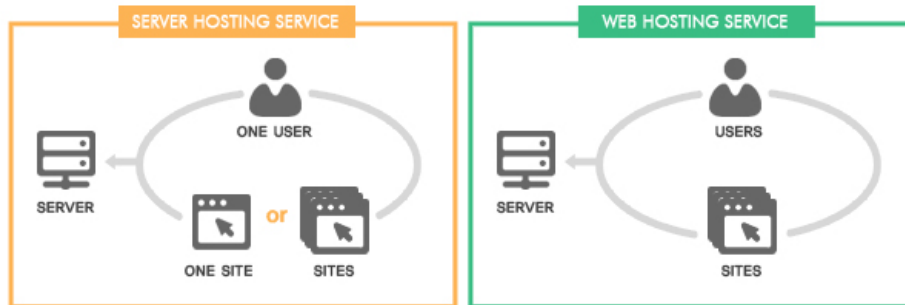 SERVER HOSTING SERVICE
ONE USER
SERVER
or
ONE SITE
SITES
WEB HOSTING SERVICE
USERS
SERVER
SITES